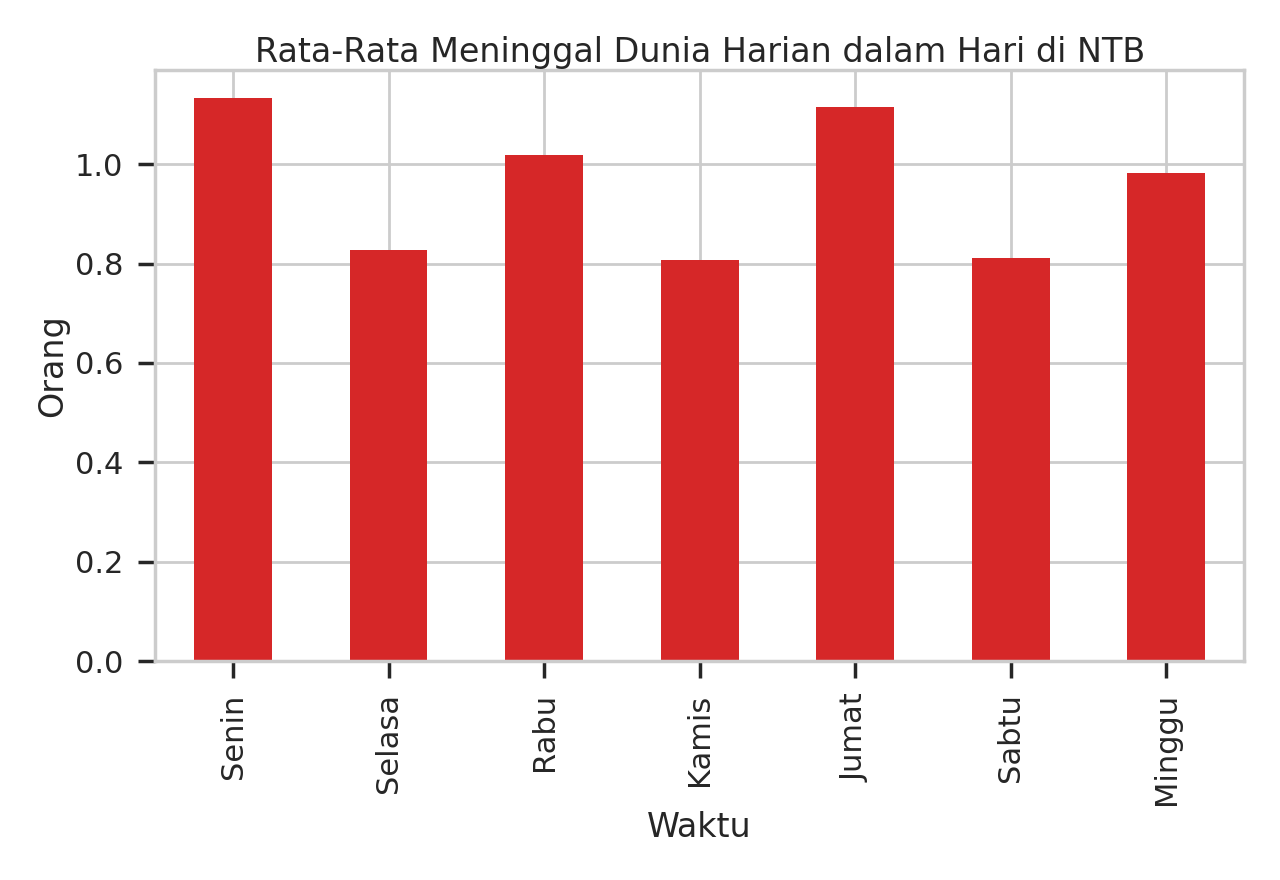 Rata-Rata Meninggal Dunia Harian dalam Hari di NTB
Orang
1.0
0.8
0.6
0.4
0.2
0.0
Senin
Selasa
Rabu
Kamis
Jumat
Sabtu
Minggu
Waktu